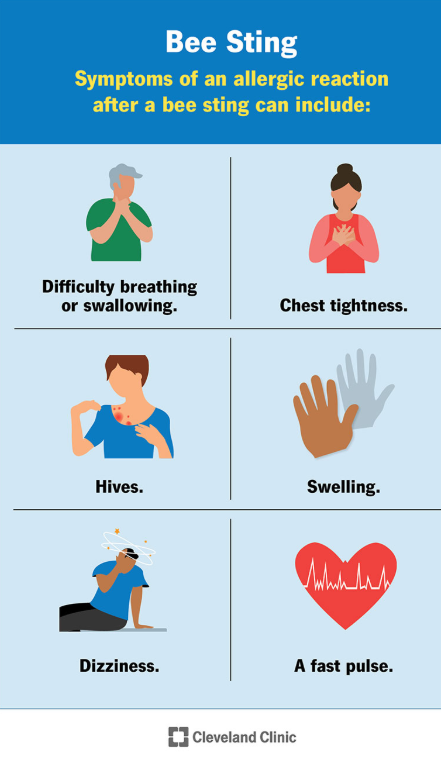 Bee Sting
Symptoms of an allergic reaction
after a bee sting can include:
Difficulty breathing
or swallowing.
Chest tightness.
Hives.
Swelling.
Dizziness.
A fast pulse.
Cleveland Clinic